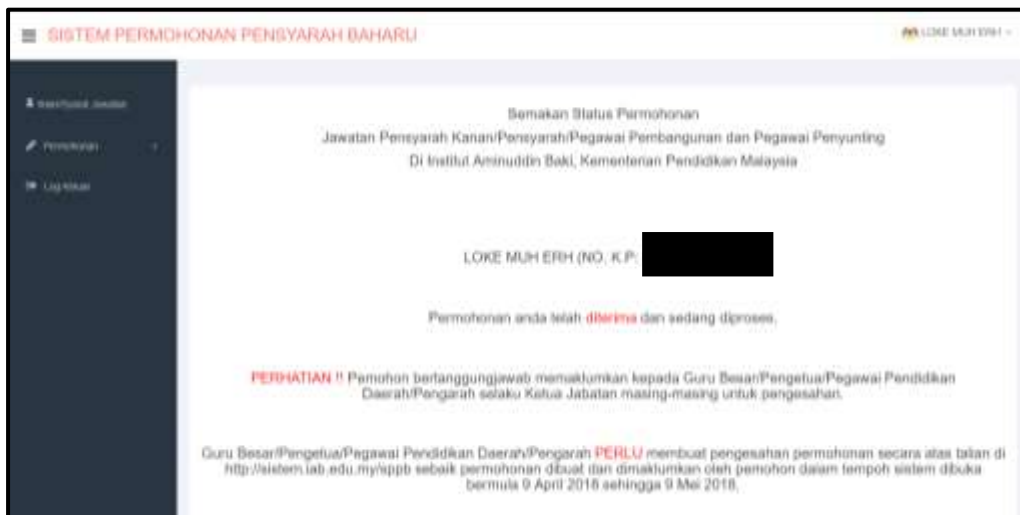 SISTEM PERMOHONAN PENSYARAH BAHARU
LOKE MUH ERH
Permohonan
Log Keluar
Semakan Status Permohonan
Jawatan Pensyarah Kanan/Pensyarah/Pegawai Pembangunan dan Pegawai Penyunting
Di Institut Aminuddin Baki, Kementerian Pendidikan Malaysia
LOKE MUH ERH (NO. K.P:
Permohonan anda telah diterima dan sedang diproses.
PERHATIAN !! Pemohon bertanggungjawab memaklumkan kepada Guru Besar/Pengetua/Pegawai Pendidikan
Daerah/Pengarah selaku Ketua Jabatan masing-masing untuk pengesahan.
Guru Besar/Pengetua/Pegawai Pendidikan Daerah/Pengarah PERLU membuat pengesahan permohonan secara atas talian di
http://sistem.iab.edu.my/sppb sebaik permohonan dibuat dan dimaklumkan oleh pemohon dalam tempoh sistem dibuka
bermula 9 April 2018 sehingga 9 Mei 2018.